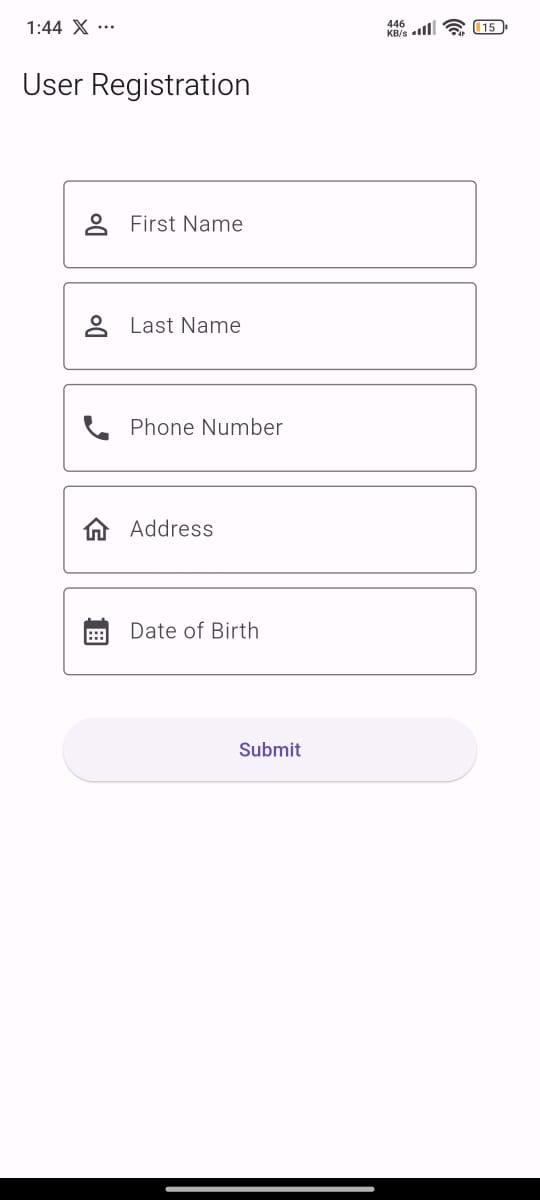 1:44 X ...
446
KB/s
15
User Registration
First Name
Last Name
Phone Number
Address
Date of Birth
Submit